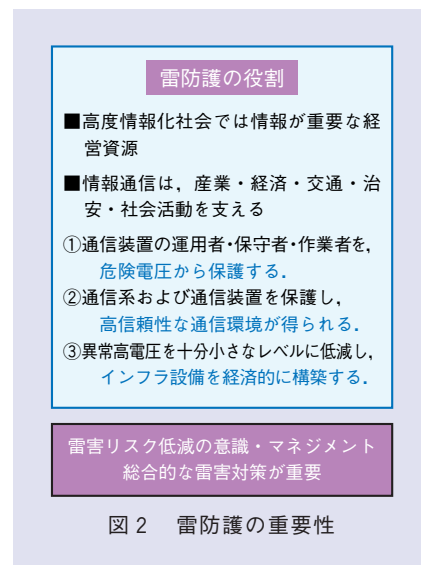 雷防護の役割
■高度情報化社会では情報が重要な経
営資源
■情報通信は，産業・経済・交通・治
安・社会活動を支える
①通信装置の運用者・保守者・作業者を，
危険電圧から保護する．
②通信系および通信装置を保護し，
高信頼性な通信環境が得られる．
③異常高電圧を十分小さなレベルに低減し，
インフラ設備を経済的に構築する．
雷害リスク低減の意識・マネジメント
総合的な雷害対策が重要
図2　雷防護の重要性